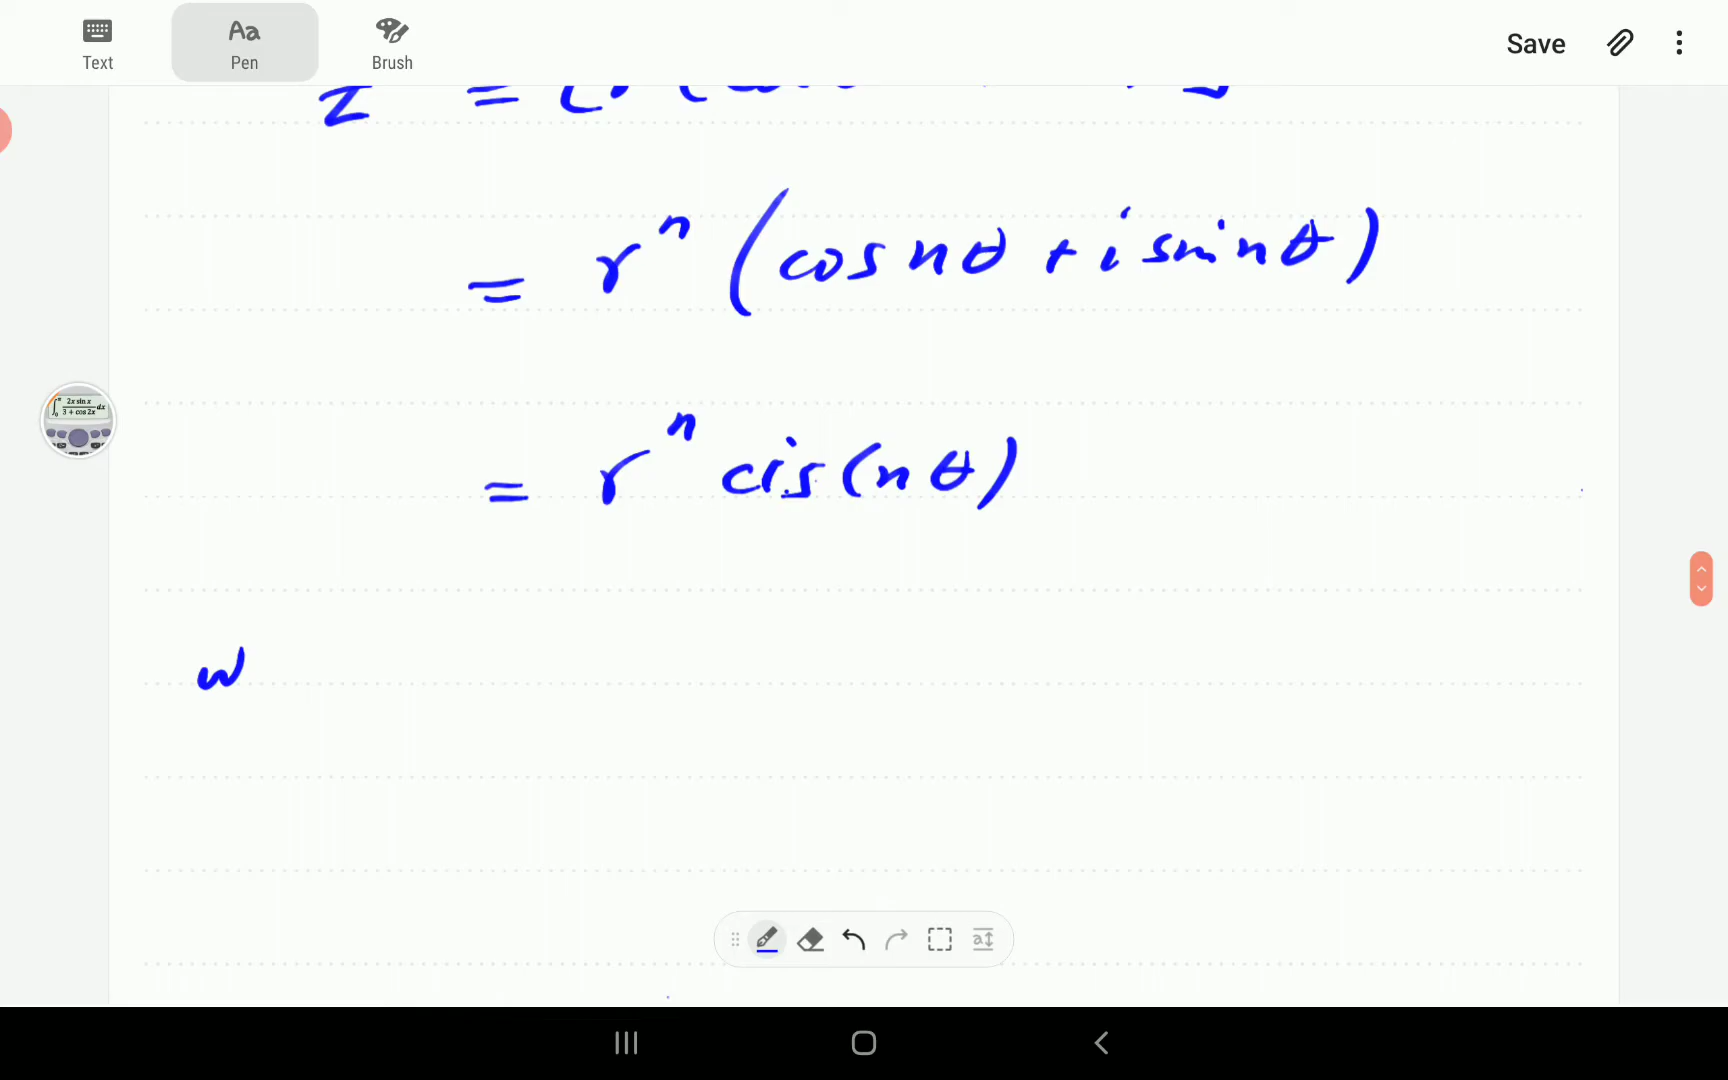 Text Pen Brush Save
= r^n (cos nθ + i sin nθ)
= r^n cis(nθ)
w